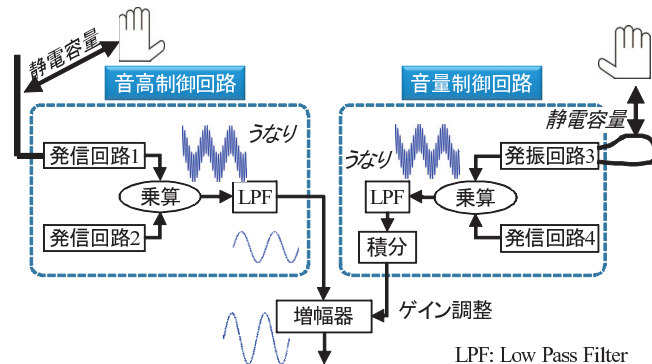 静電容量
音高制御回路
音量制御回路
静電容量
うなり
うなり
発信回路1
発振回路3
乗算
LPF
LPF
乗算
発信回路2
積分
発信回路4
増幅器
ゲイン調整
LPF: Low Pass Filter